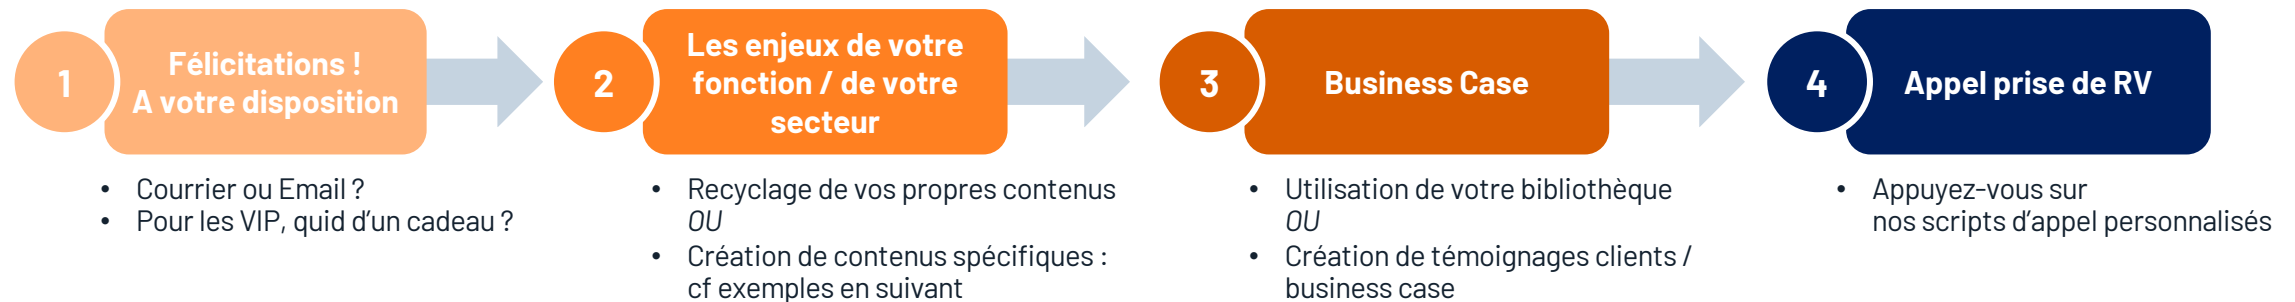 1
Félicitations !
A votre disposition
• Courrier ou Email ?
• Pour les VIP, quid d’un cadeau ?
2
Les enjeux de votre
fonction / de votre
secteur
• Recyclage de vos propres contenus
OU
• Création de contenus spécifiques :
cf exemples en suivant
3
Business Case
• Utilisation de votre bibliothèque
OU
• Création de témoignages clients /
business case
4
Appel prise de RV
• Appuyez-vous sur
nos scripts d’appel personnalisés